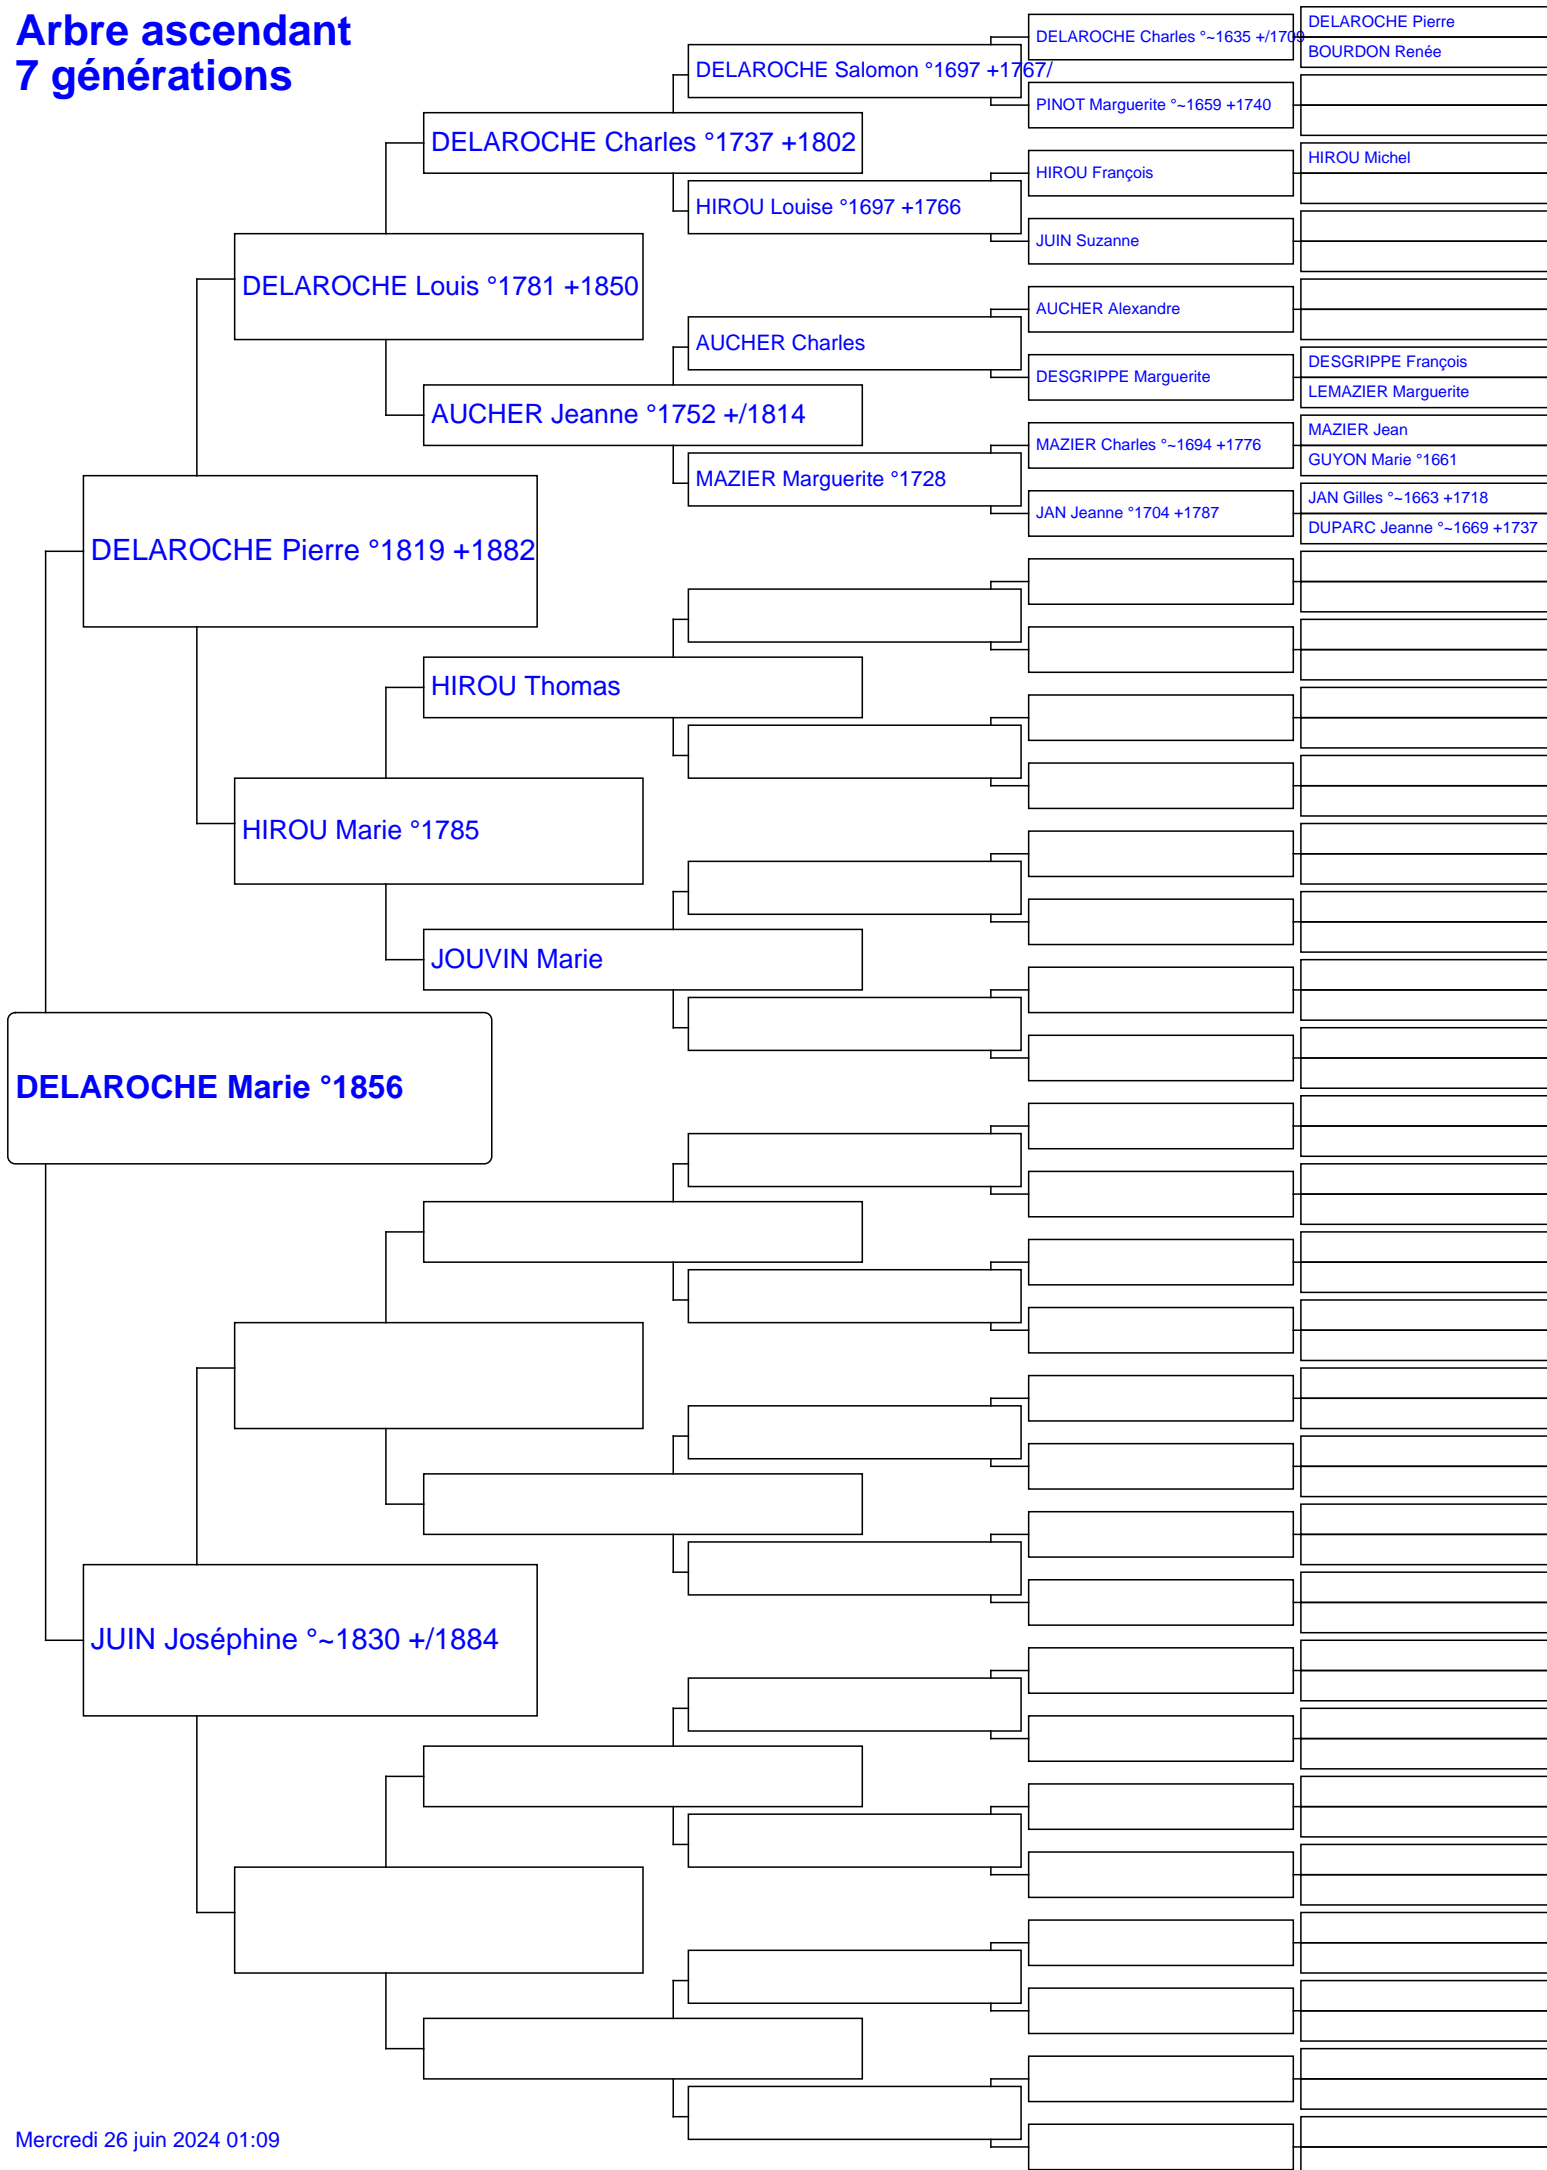 Arbre ascendant
7 générations
DELAROCHE Marie °1856
DELAROCHE Pierre °1819 +1882
JUIN Joséphine °~1830 +/1884
DELAROCHE Louis °1781 +1850
HIROU Marie °1785
DELAROCHE Charles °1737 +1802
AUCHER Jeanne °1752 +/1814
HIROU Thomas
JOUVIN Marie
DELAROCHE Salomon °1697 +1767/
HIROU Louise °1697 +1766
AUCHER Charles
MAZIER Marguerite °1728
DELAROCHE Charles °~1635 +/1709
PINOT Marguerite °~1659 +1740
HIROU François
JUIN Suzanne
AUCHER Alexandre
DESGRIPPE Marguerite
MAZIER Charles °~1694 +1776
JAN Jeanne °1704 +1787
DELAROCHE Pierre
BOURDON Renée
HIROU Michel
DESGRIPPE François
LEMAZIER Marguerite
MAZIER Jean
GUYON Marie °1661
JAN Gilles °~1663 +1718
DUPARC Jeanne °~1669 +1737
Mercredi 26 juin 2024 01:09